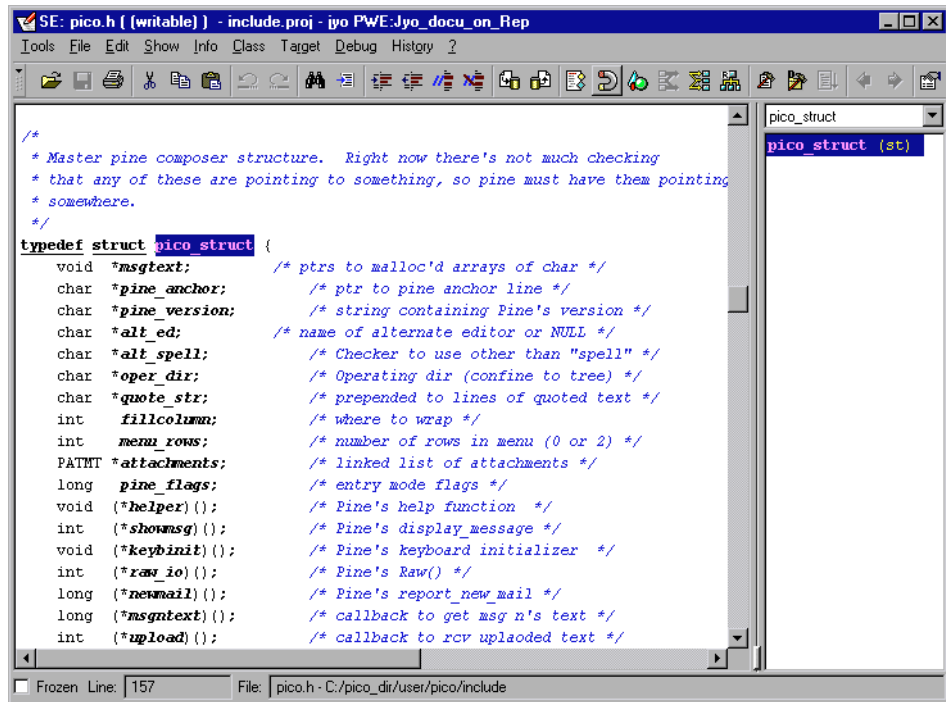 SE: pico.h ( (writable) ) - include.proj - jyo PWE:Jyo_docu_on_Rep
Tools File Edit Show Info Class Target Debug History ?
/*
* Master pine composer structure. Right now there's not much checking
* that any of these are pointing to something, so pine must have them pointing
* somewhere.
*/
typedef struct pico_struct {
void *msgtext; /* ptrs to malloc'd arrays of char */
char *pine_anchor; /* ptr to pine anchor line */
char *pine_version; /* string containing Pine's version */
char *alt_ed; /* name of alternate editor or NULL */
char *alt_spell; /* Checker to use other than "spell" */
char *oper_dir; /* Operating dir (confine to tree) */
char *quote_str; /* prepended to lines of quoted text */
int fillcolumn; /* where to wrap */
int menu_rows; /* number of rows in menu (0 or 2) */
PATMT *attachments; /* linked list of attachments */
long pine_flags; /* entry mode flags */
void (*helper)(); /* Pine's help function */
int (*showmsg)(); /* Pine's display_message */
void (*keybinit)(); /* Pine's keyboard initializer */
int (*raw_io)(); /* Pine's Raw() */
long (*newmail)(); /* Pine's report_new_mail */
long (*msgntext)(); /* callback to get msg n's text */
int (*upload)(); /* callback to rcv uplaoded text */
pico_struct
pico_struct (st)
Frozen Line: 157 File: pico.h - C:/pico_dir/user/pico/include